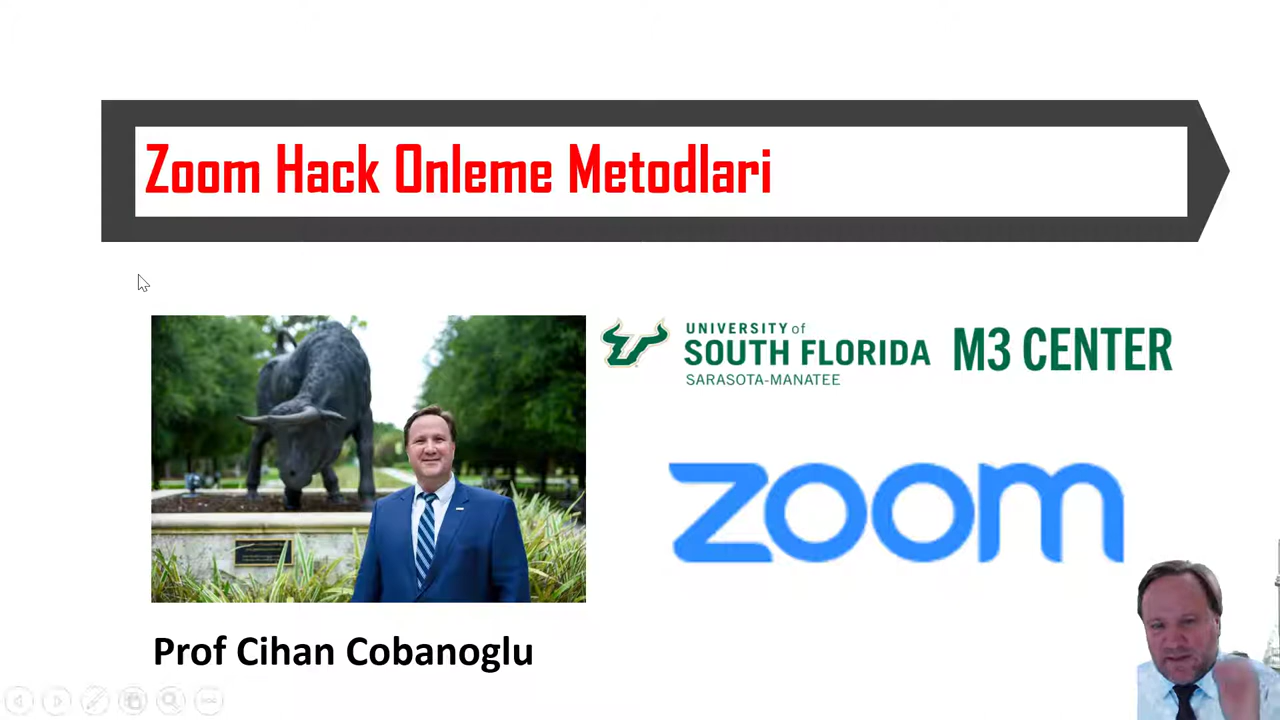 Zoom Hack Onleme Metodlari
UNIVERSITY of
SOUTH FLORIDA
SARASOTA-MANATEE
M3 CENTER
zoom
Prof Cihan Cobanoglu